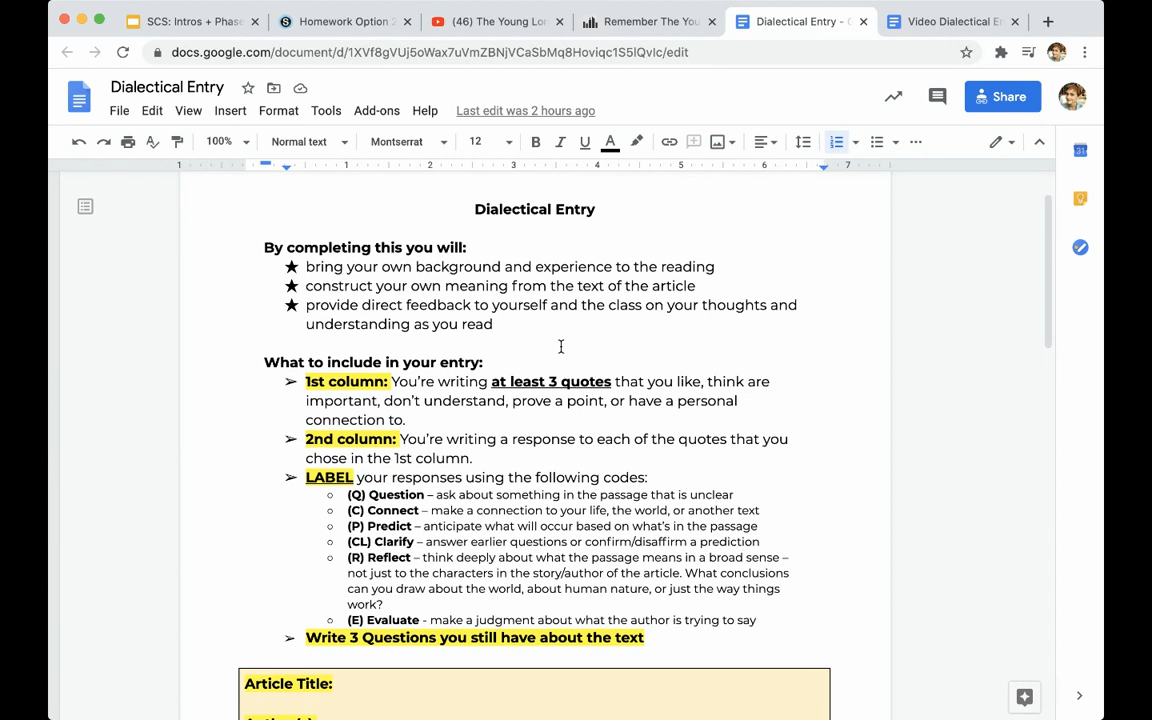 SCS: Intros + Phas
Homework Option 2
(46) The Young Lo
Remember The You
Dialectical Entry - G
Video Dialectical E
docs.google.com/document/d/1XVf8gVUj5oWax7uVmZBNjVCaSbMq8Hoviqc1S5lQvIc/edit
Dialectical Entry
File Edit View Insert Format Tools Add-ons Help Last edit was 2 hours ago
Share
100% Normal text Montserrat 12 B I U A
1 1 2 3 4 5 6 7
31
Dialectical Entry
By completing this you will:
★ bring your own background and experience to the reading
★ construct your own meaning from the text of the article
★ provide direct feedback to yourself and the class on your thoughts and
understanding as you read
What to include in your entry:
➢ 1st column: You're writing at least 3 quotes that you like, think are
important, don't understand, prove a point, or have a personal
connection to.
➢ 2nd column: You're writing a response to each of the quotes that you
chose in the 1st column.
➢ LABEL your responses using the following codes:
○ (Q) Question – ask about something in the passage that is unclear
○ (C) Connect – make a connection to your life, the world, or another text
○ (P) Predict – anticipate what will occur based on what's in the passage
○ (CL) Clarify – answer earlier questions or confirm/disaffirm a prediction
○ (R) Reflect – think deeply about what the passage means in a broad sense –
not just to the characters in the story/author of the article. What conclusions
can you draw about the world, about human nature, or just the way things
work?
○ (E) Evaluate - make a judgment about what the author is trying to say
➢ Write 3 Questions you still have about the text
Article Title: